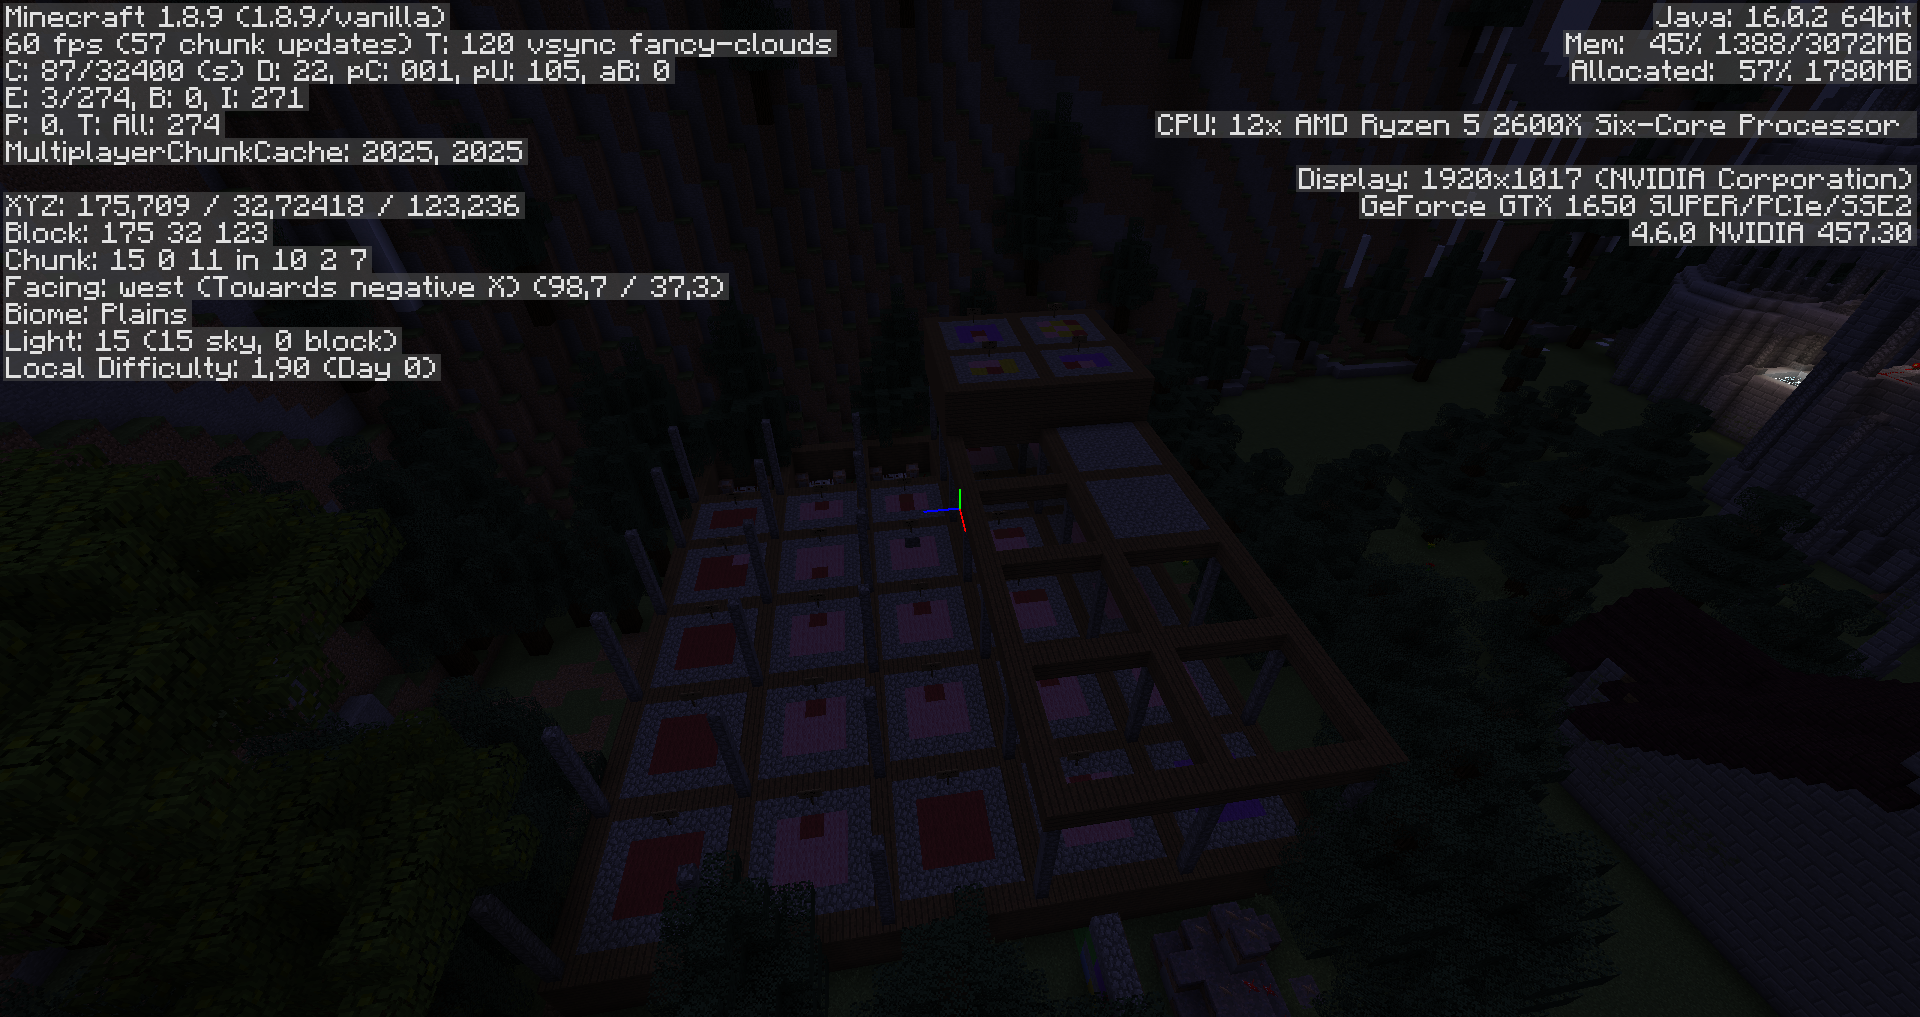 Minecraft 1.8.9 (1.8.9/vanilla)
60 fps (57 chunk updates) T: 120 vsync fancy-clouds
C: 87/32400 (s) D: 22, pC: 001, pU: 105, aB: 0
E: 3/274, B: 0, I: 271
P: 0. T: All: 274
MultiplayerChunkCache: 2025, 2025
XYZ: 175,709 / 32,72418 / 123,236
Block: 175 32 123
Chunk: 15 0 11 in 10 2 7
Facing: west (Towards negative X) (98,7 / 37,3)
Biome: Plains
Light: 15 (15 sky, 0 block)
Local Difficulty: 1,90 (Day 0)
Java: 16.0.2 64bit
Mem: 45% 1388/3072MB
Allocated: 57% 1780MB
CPU: 12x AMD Ryzen 5 2600X Six-Core Processor
Display: 1920x1017 (NVIDIA Corporation)
GeForce GTX 1650 SUPER/PCIe/SSE2
4.6.0 NVIDIA 457.30